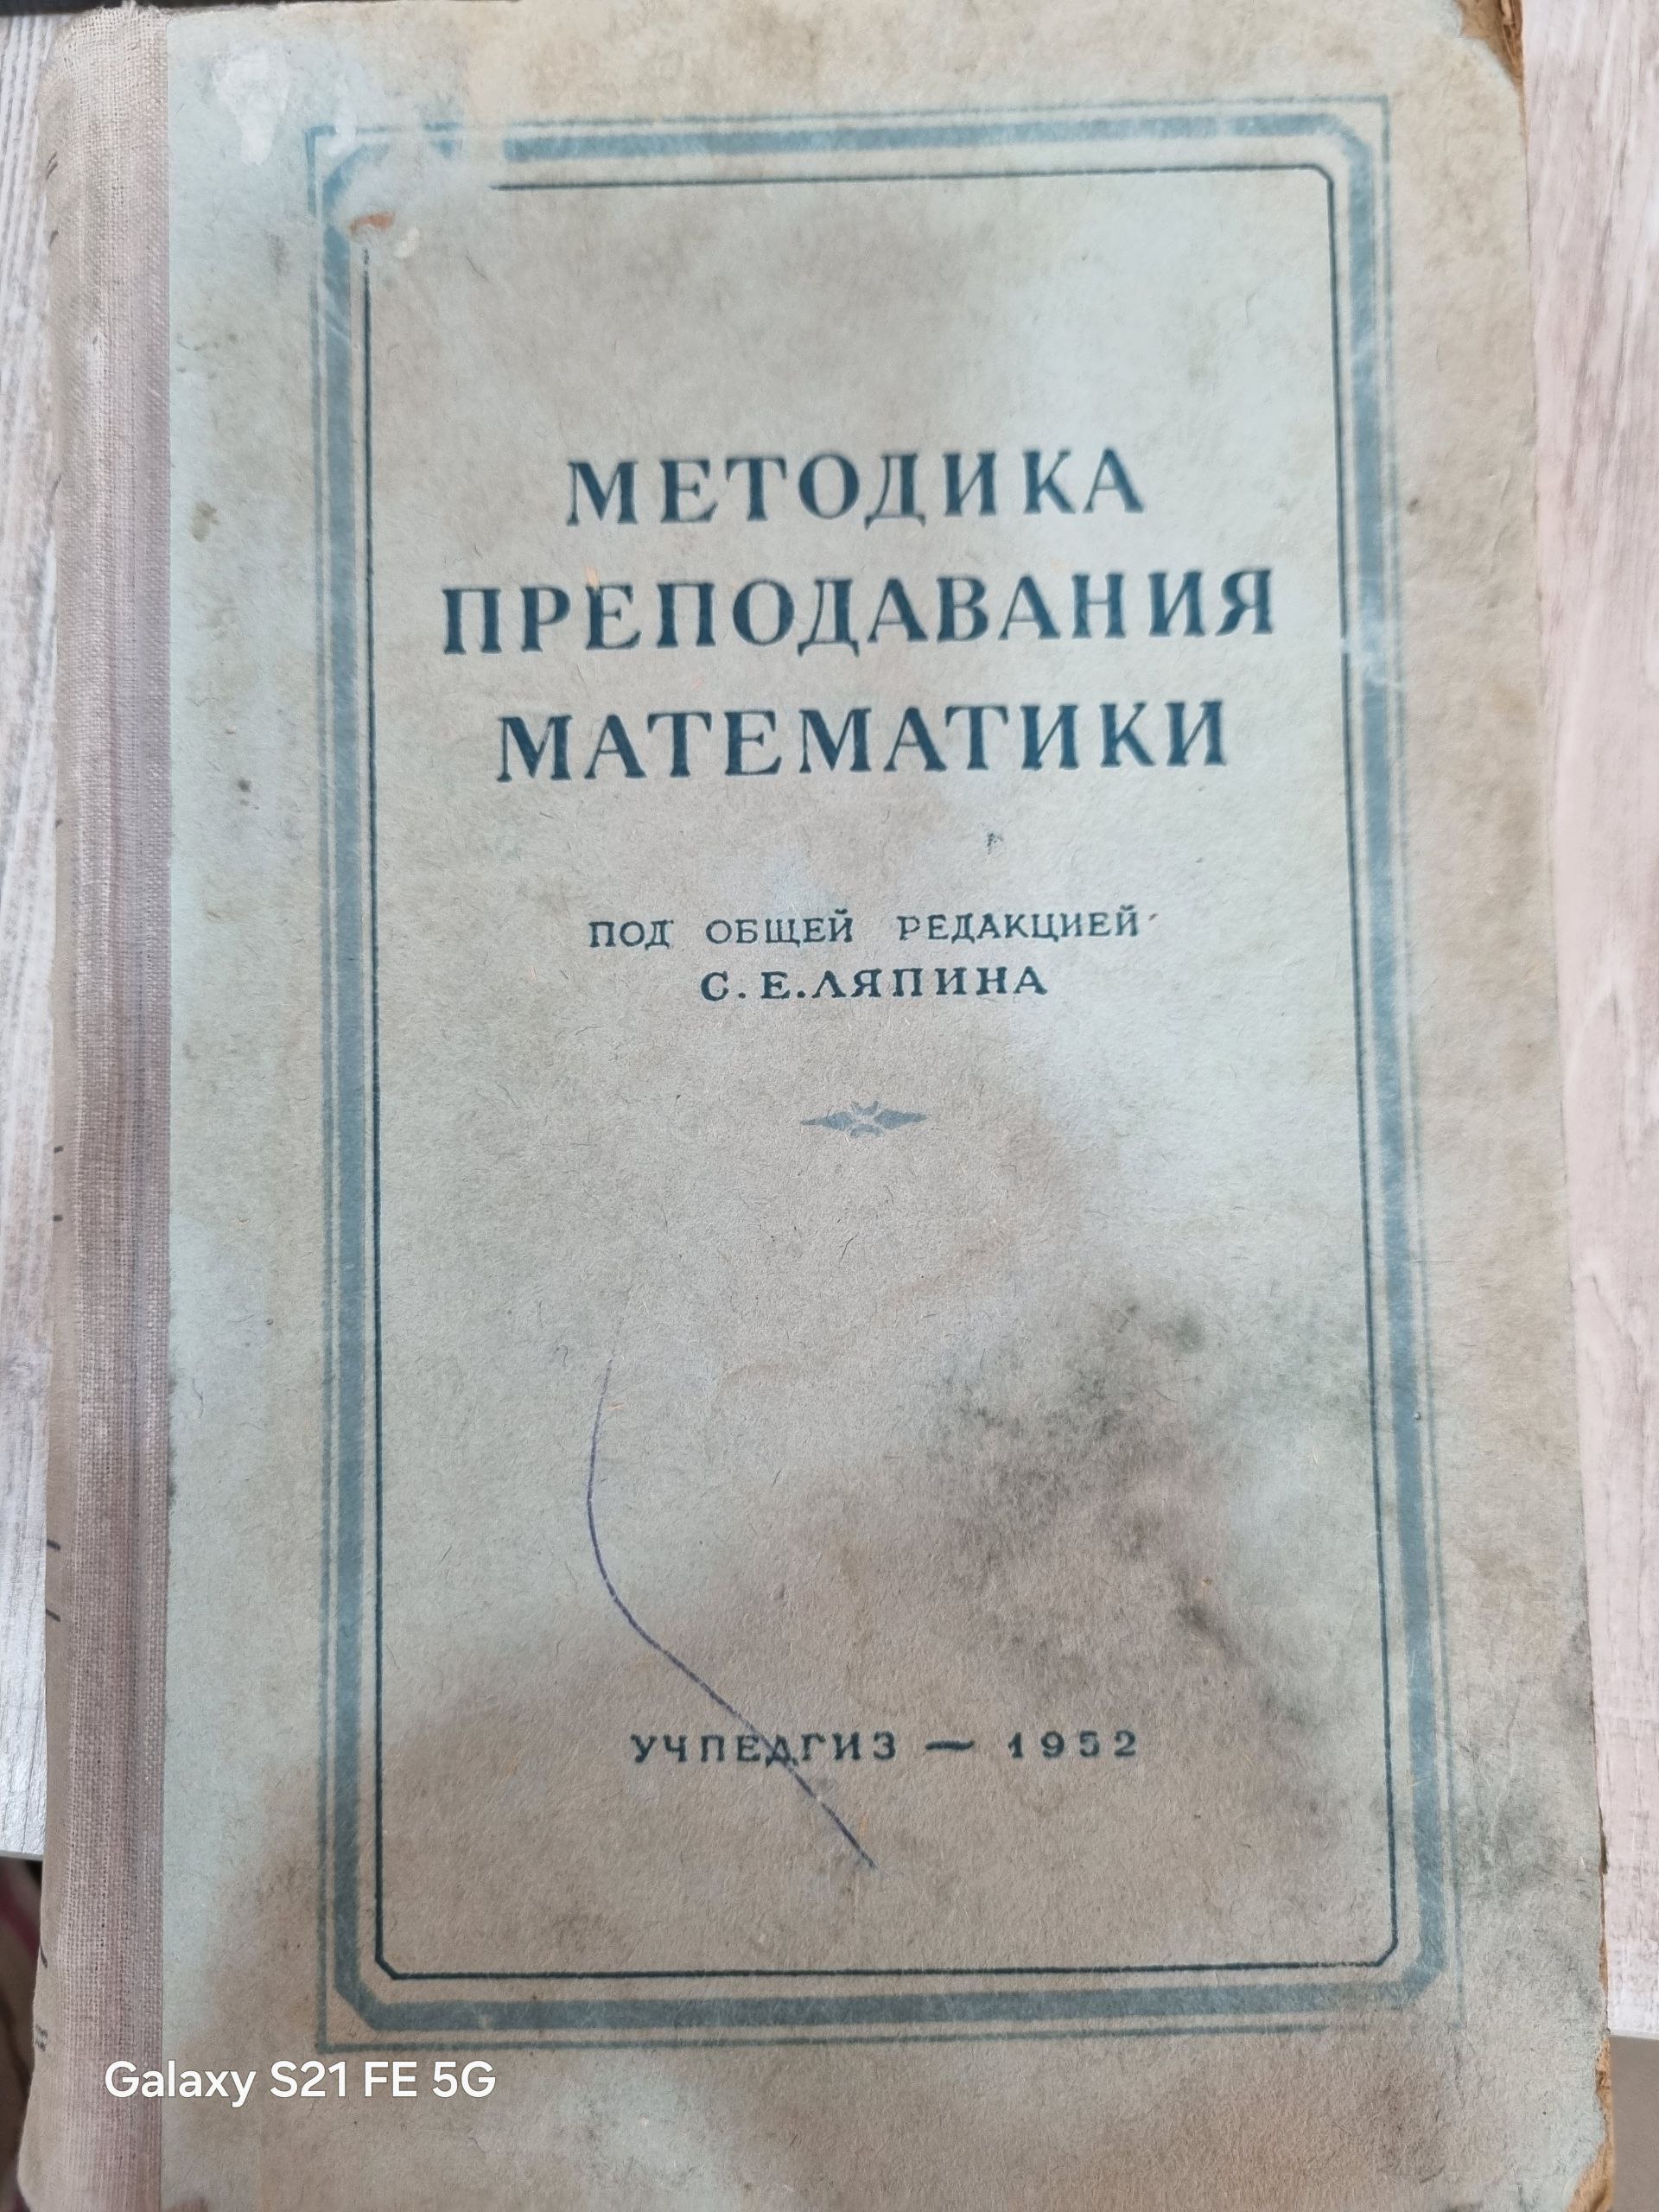 МЕТОДИКА
ПРЕПОДАВАНИЯ
МАТЕМАТИКИ
ПОД ОБЩЕЙ РЕДАКЦИЕЙ
С. Е. ЛЯПИНА
УЧПЕДГИЗ — 1952
Galaxy S21 FE 5G